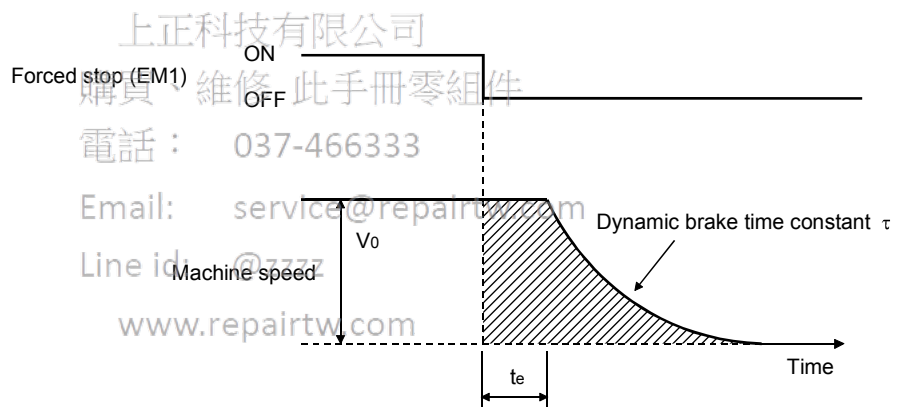 上正科技有限公司
ON
Forced stop (EM1)
購買、維修 此手冊零組件
OFF
電話： 037-466333
Email: service@repairtw.com
Dynamic brake time constant τ
V0
Line id: @zzzz
Machine speed
www.repairtw.com
Time
te